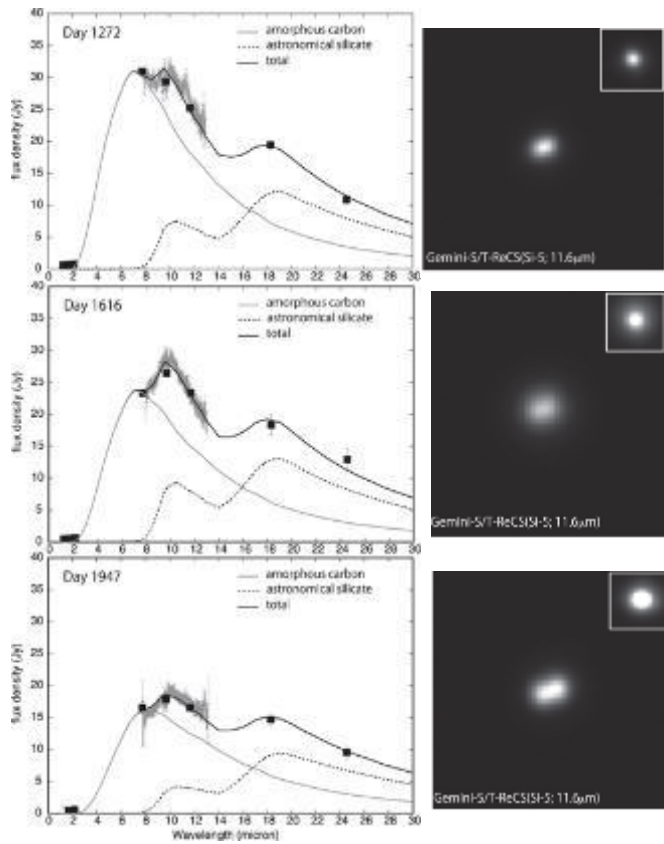 Day 1272
amorphous carbon
astronomical silicate
total
flux density (Jy)
40
35
30
25
20
15
10
5
0
0 2 4 6 8 10 12 14 16 18 20 22 24 26 28 30
Gemini-S/T-ReCS(Si-5; 11.6μm)
Day 1616
amorphous carbon
astronomical silicate
total
flux density (Jy)
40
35
30
25
20
15
10
5
0
0 2 4 6 8 10 12 14 16 18 20 22 24 26 28 30
Gemini-S/T-ReCS(Si-5; 11.6μm)
Day 1947
amorphous carbon
astronomical silicate
total
flux density (Jy)
40
35
30
25
20
15
10
5
0
0 2 4 6 8 10 12 14 16 18 20 22 24 26 28 30
Wavelength (micron)
Gemini-S/T-ReCS(Si-5; 11.6μm)